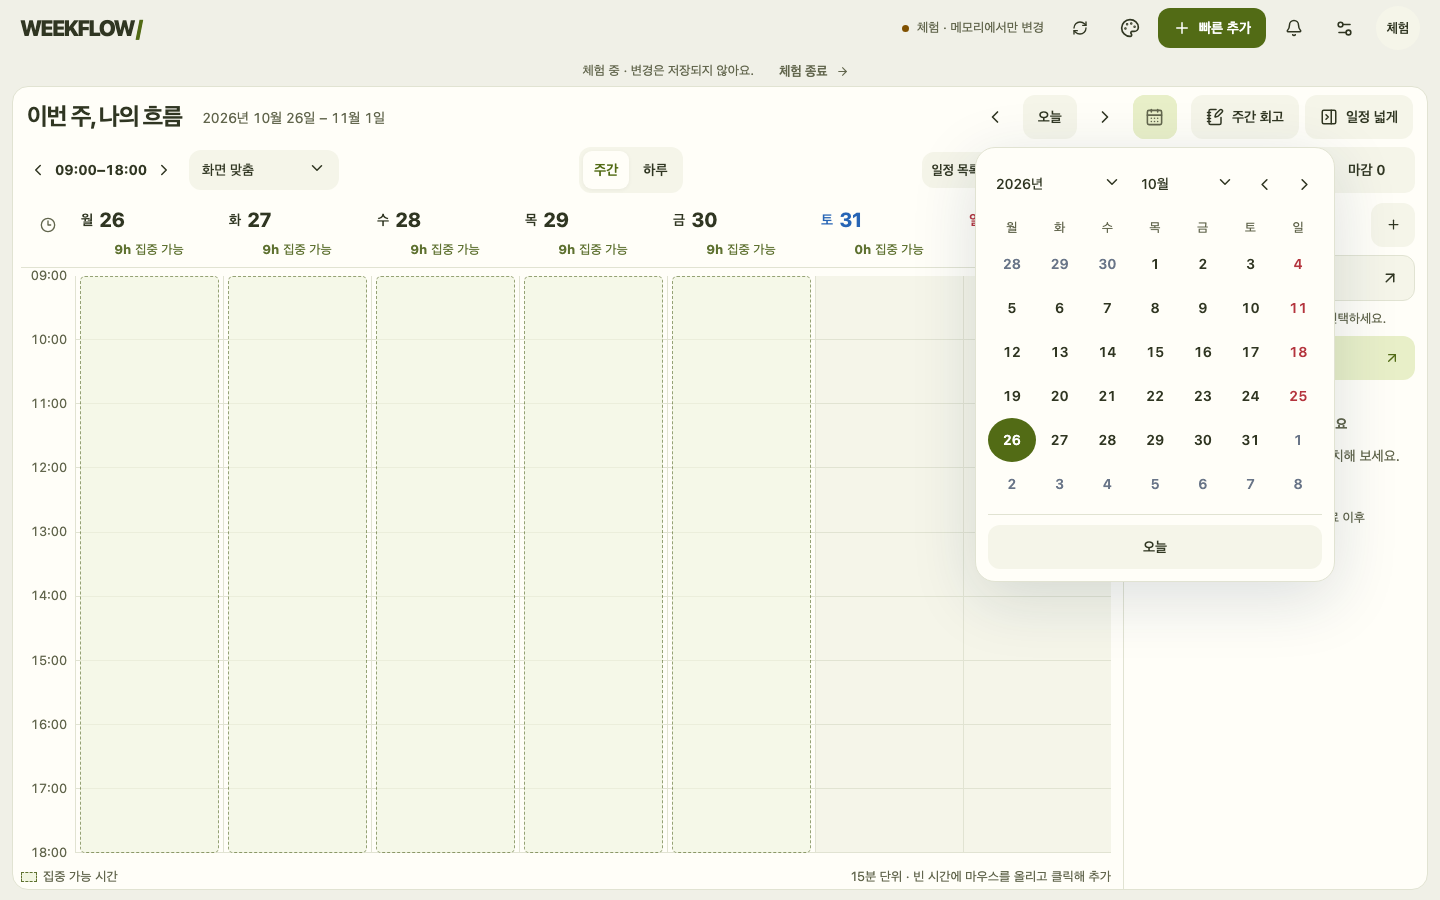 WEEKFLOW/
체험 · 메모리에서만 변경
빠른 추가
체험
체험 중 · 변경은 저장되지 않아요.
체험 종료 →
이번 주, 나의 흐름
2026년 10월 26일 – 11월 1일
오늘
주간 회고
일정 넓게
09:00–18:00
화면 맞춤
주간
하루
일정 목록
마감 0
월 26
화 27
수 28
목 29
금 30
토 31
9h 집중 가능
9h 집중 가능
9h 집중 가능
9h 집중 가능
9h 집중 가능
0h 집중 가능
09:00
10:00
11:00
12:00
13:00
14:00
15:00
16:00
17:00
18:00
2026년
10월
월 화 수 목 금 토 일
28 29 30 1 2 3 4
5 6 7 8 9 10 11
12 13 14 15 16 17 18
19 20 21 22 23 24 25
26 27 28 29 30 31 1
2 3 4 5 6 7 8
오늘
요
보세요.
이후
집중 가능 시간
15분 단위 · 빈 시간에 마우스를 올리고 클릭해 추가